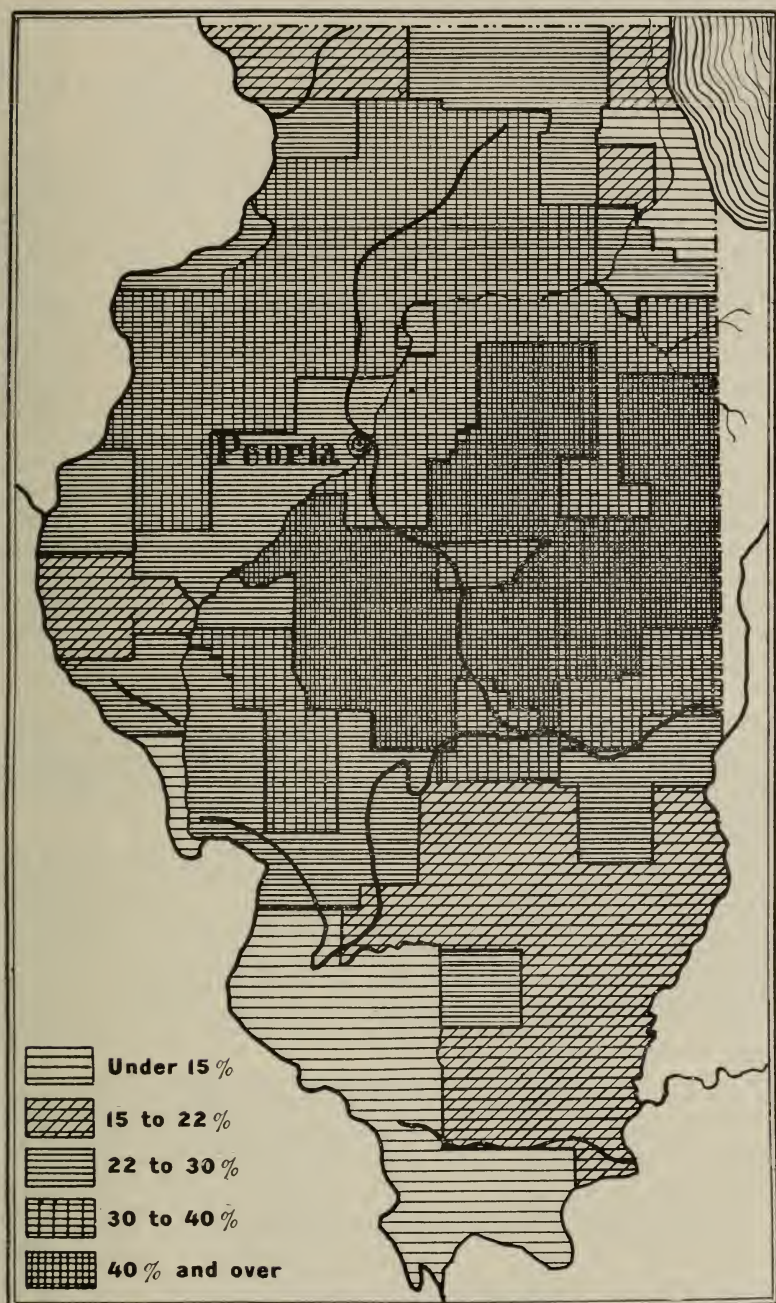 Peoria
Under 15%
15 to 22%
22 to 30%
30 to 40%
40% and over